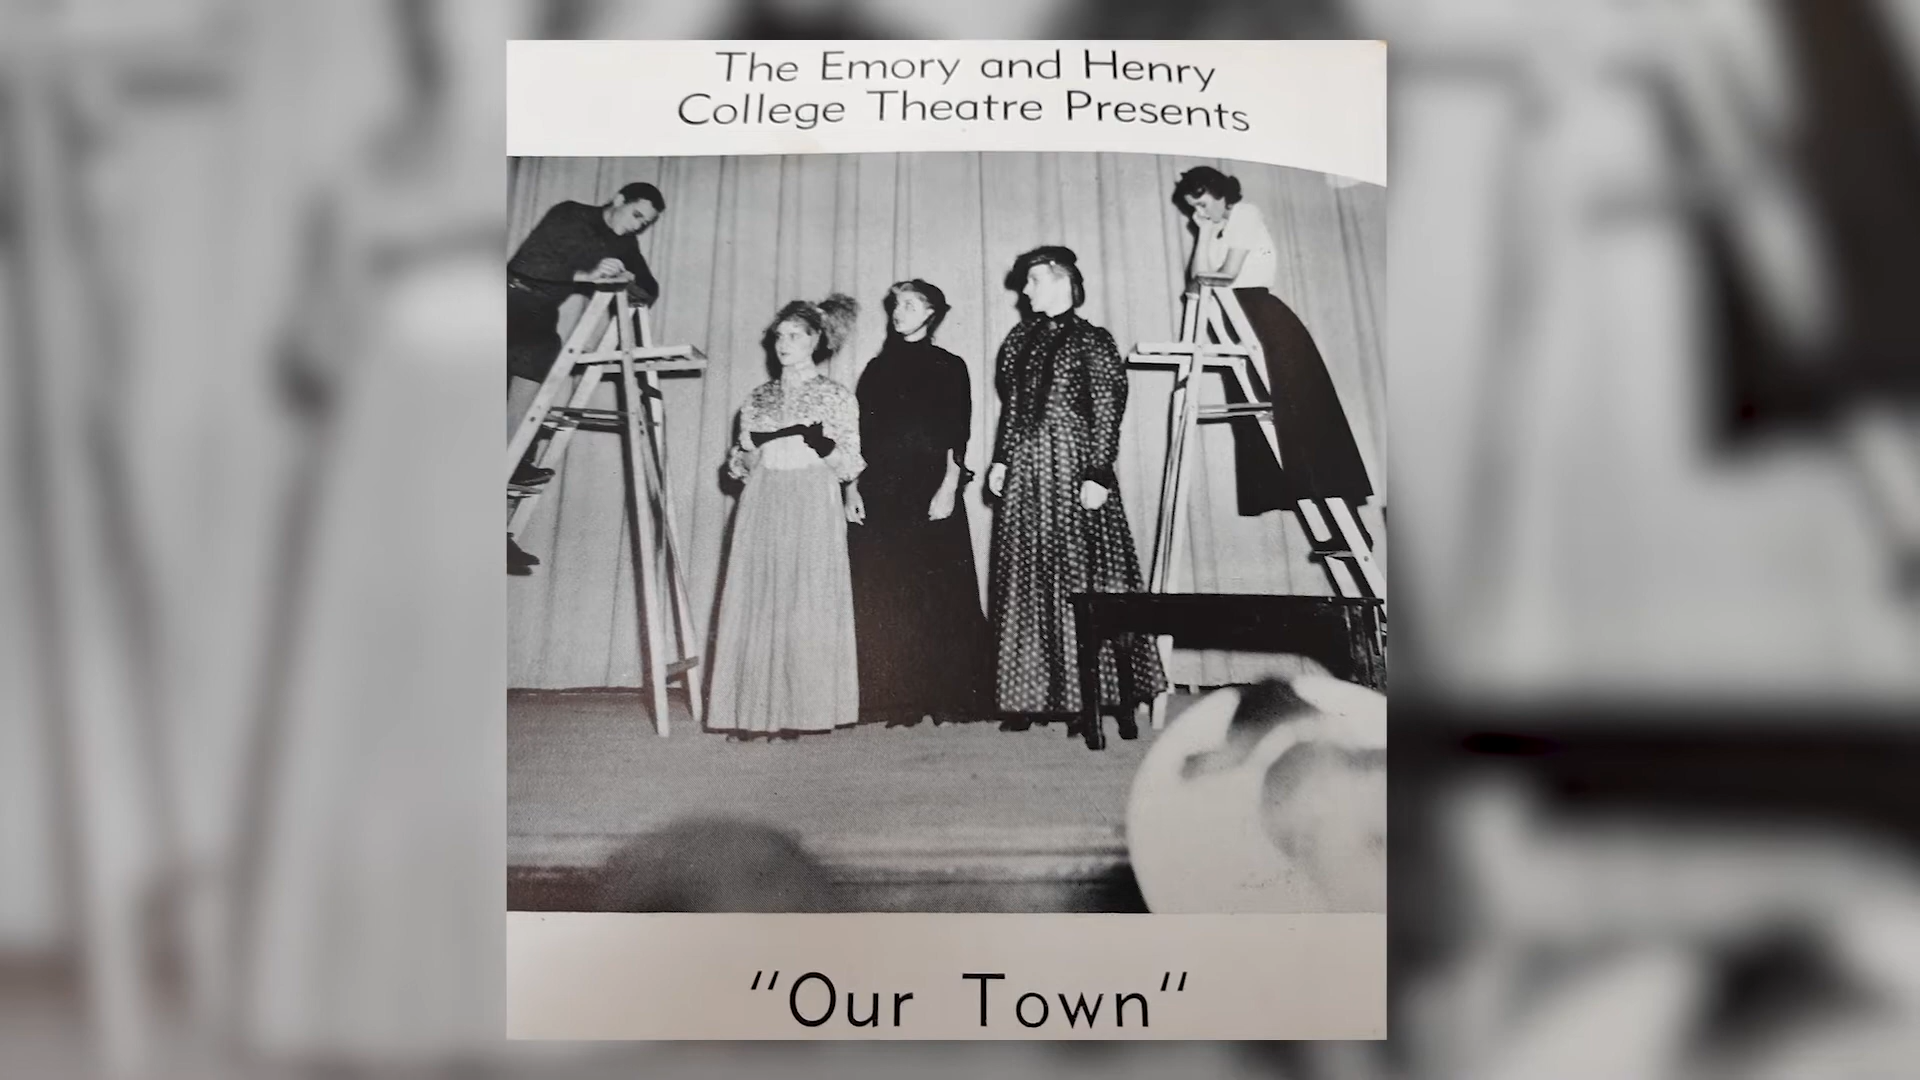 The Emory and Henry
College Theatre Presents
“Our Town“